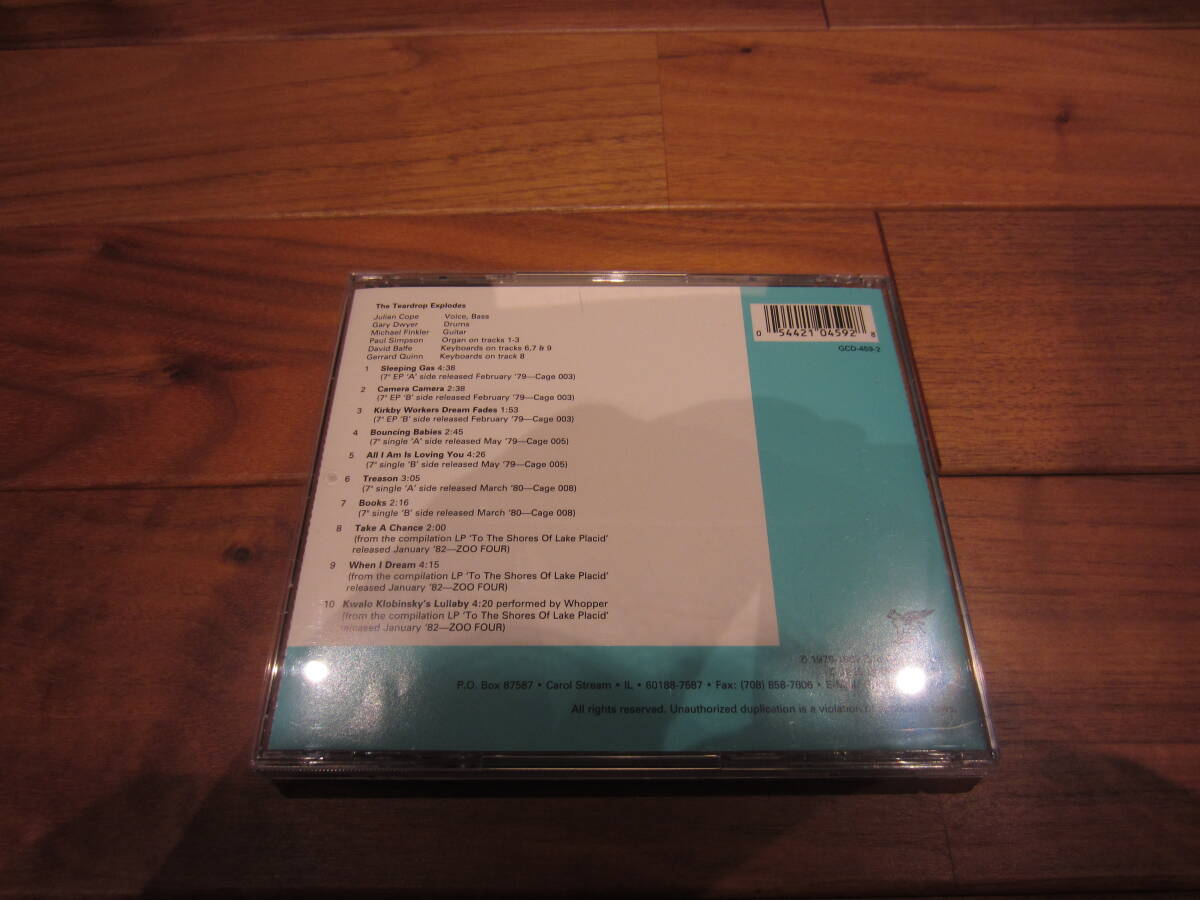 The Teardrop Explodes
Julian Cope Voice, Bass
Gary Dwyer Drums
Michael Finkler Guitar
Paul Simpson Organ on tracks 1-3
David Balfe Keyboards on tracks 6,7 & 9
Gerrard Quinn Keyboards on track 8
1 Sleeping Gas 4:38
(7" EP 'A' side released February '79—Cage 003)
2 Camera Camera 2:38
(7" EP 'B' side released February '79—Cage 003)
3 Kirkby Workers Dream Fades 1:53
(7" EP 'B' side released February '79—Cage 003)
4 Bouncing Babies 2:45
(7" single 'A' side released May '79—Cage 005)
5 All I Am Is Loving You 4:26
(7" single 'B' side released May '79—Cage 005)
6 Treason 3:05
(7" single 'A' side released March '80—Cage 008)
7 Books 2:16
(7" single 'B' side released March '80—Cage 008)
8 Take A Chance 2:00
(from the compilation LP 'To The Shores Of Lake Placid'
released January '82—ZOO FOUR)
9 When I Dream 4:15
(from the compilation LP 'To The Shores Of Lake Placid'
released January '82—ZOO FOUR)
10 Kwalo Klobinsky's Lullaby 4:20 performed by Whopper
(from the compilation LP 'To The Shores Of Lake Placid'
released January '82—ZOO FOUR)
0 54421 04592 8
GCD-459-2
P.O. Box 87587 • Carol Stream • IL • 60188-7587 • Fax: (708) 858-7606 •
All rights reserved. Unauthorized duplication is a violation of